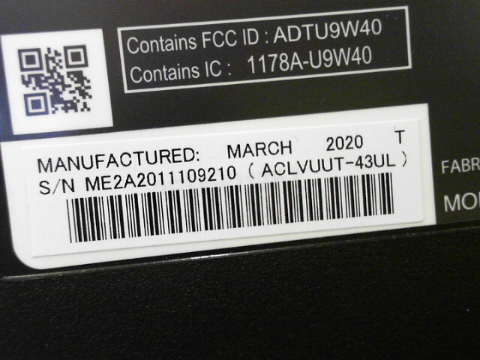 Contains FCC ID : ADTU9W40
Contains IC : 1178A-U9W40
MANUFACTURED: MARCH 2020 T
S/N ME2A2011109210 ( ACLVUUT-43UL )
FABR
MO